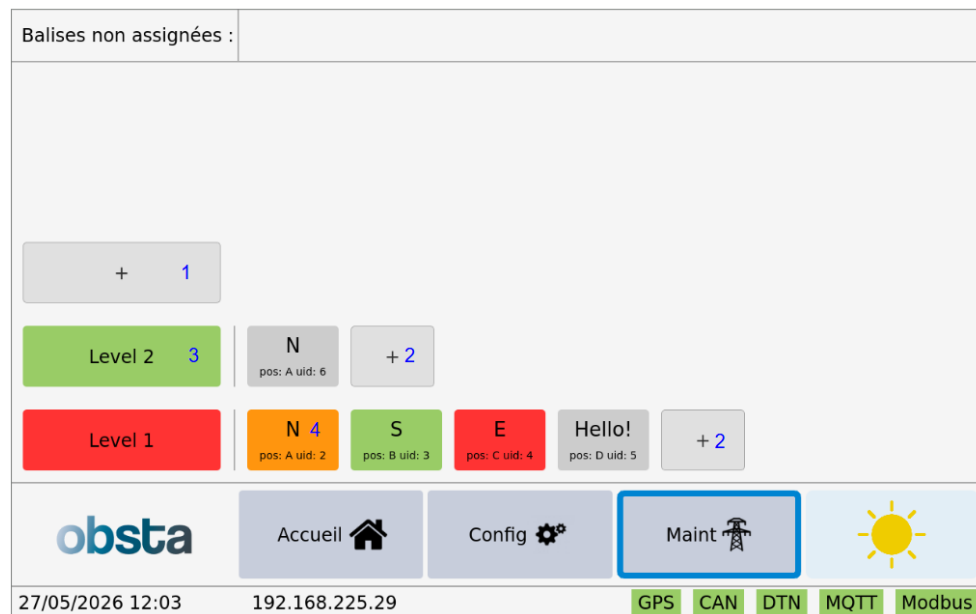 Balises non assignées :
+ 1
Level 2 3
N
pos: A uid: 6
+ 2
Level 1
N 4
pos: A uid: 2
S
pos: B uid: 3
E
pos: C uid: 4
Hello!
pos: D uid: 5
+ 2
obsta
Accueil
Config
Maint
27/05/2026 12:03
192.168.225.29
GPS
CAN
DTN
MQTT
Modbus